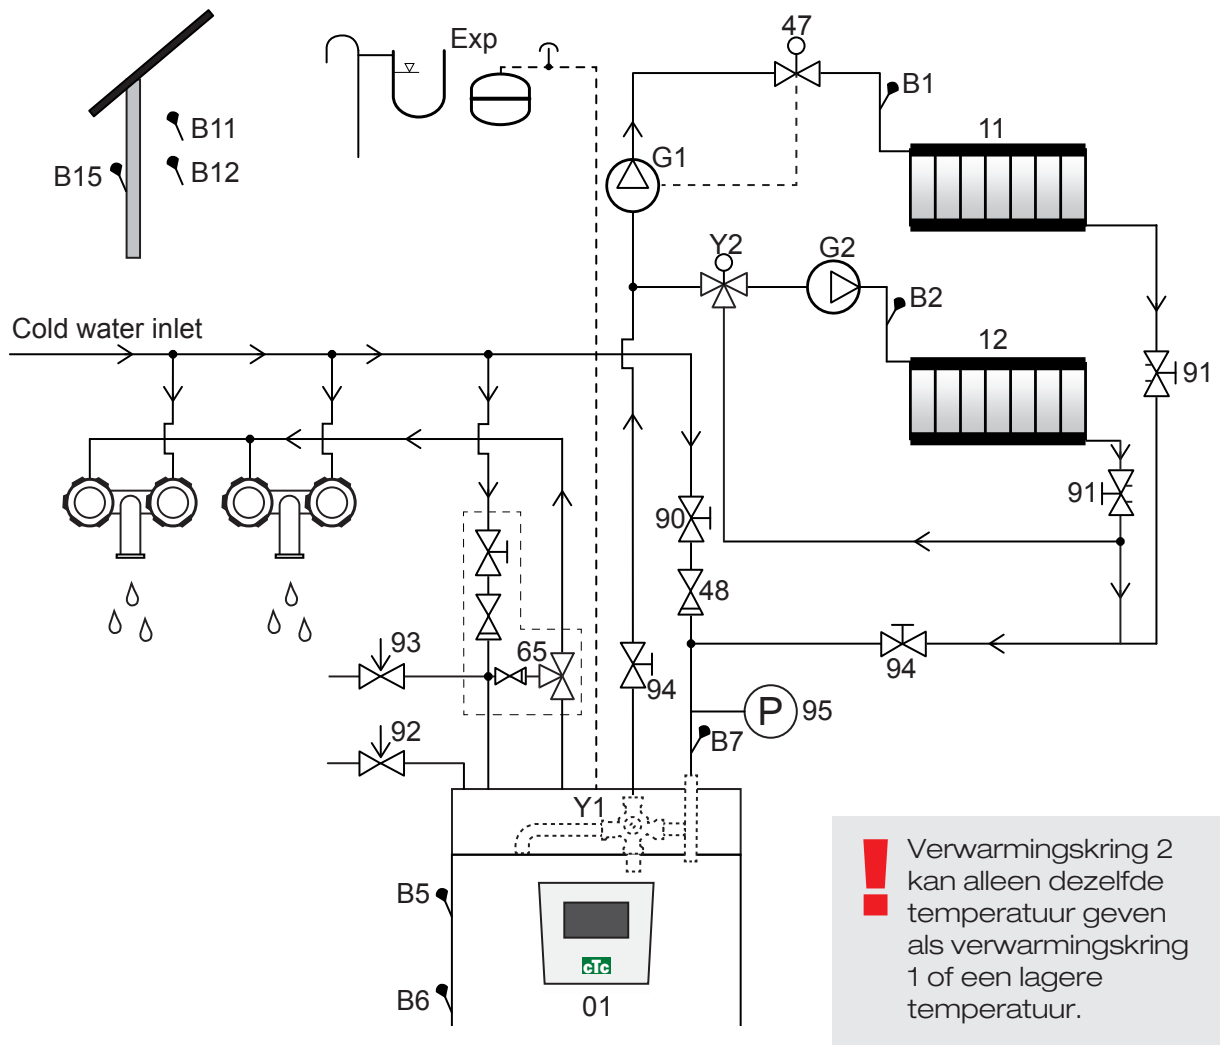 47
Exp
B1
B11
11
G1
B12
B15
Y2
G2
B2
Cold water inlet
12
91
91
90
48
93
65
94
94
P
95
92
B7
Y1
B5
cTc
B6
01
Verwarmingskring 2
kan alleen dezelfde
temperatuur geven
als verwarmingskring
1 of een lagere
temperatuur.